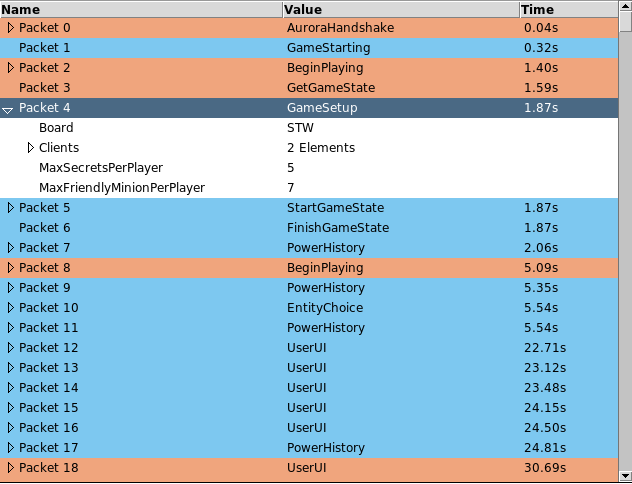 Name Value Time
Packet 0 AuroraHandshake 0.04s
Packet 1 GameStarting 0.32s
Packet 2 BeginPlaying 1.40s
Packet 3 GetGameState 1.59s
Packet 4 GameSetup 1.87s
Board STW
Clients 2 Elements
MaxSecretsPerPlayer 5
MaxFriendlyMinionPerPlayer 7
Packet 5 StartGameState 1.87s
Packet 6 FinishGameState 1.87s
Packet 7 PowerHistory 2.06s
Packet 8 BeginPlaying 5.09s
Packet 9 PowerHistory 5.35s
Packet 10 EntityChoice 5.54s
Packet 11 PowerHistory 5.54s
Packet 12 UserUI 22.71s
Packet 13 UserUI 23.12s
Packet 14 UserUI 23.48s
Packet 15 UserUI 24.15s
Packet 16 UserUI 24.50s
Packet 17 PowerHistory 24.81s
Packet 18 UserUI 30.69s